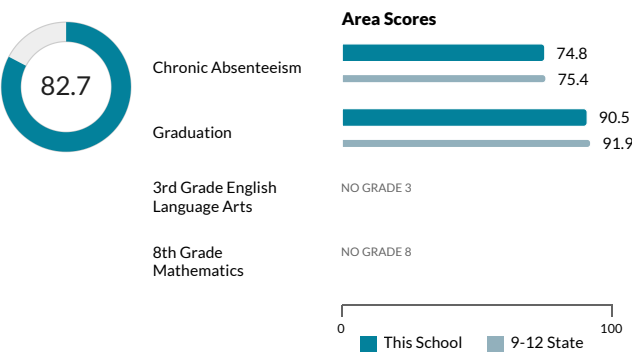 Area Scores
82.7
Chronic Absenteeism
74.8
75.4
Graduation
90.5
91.9
3rd Grade English
Language Arts
NO GRADE 3
8th Grade
Mathematics
NO GRADE 8
0
100
This School
9-12 State